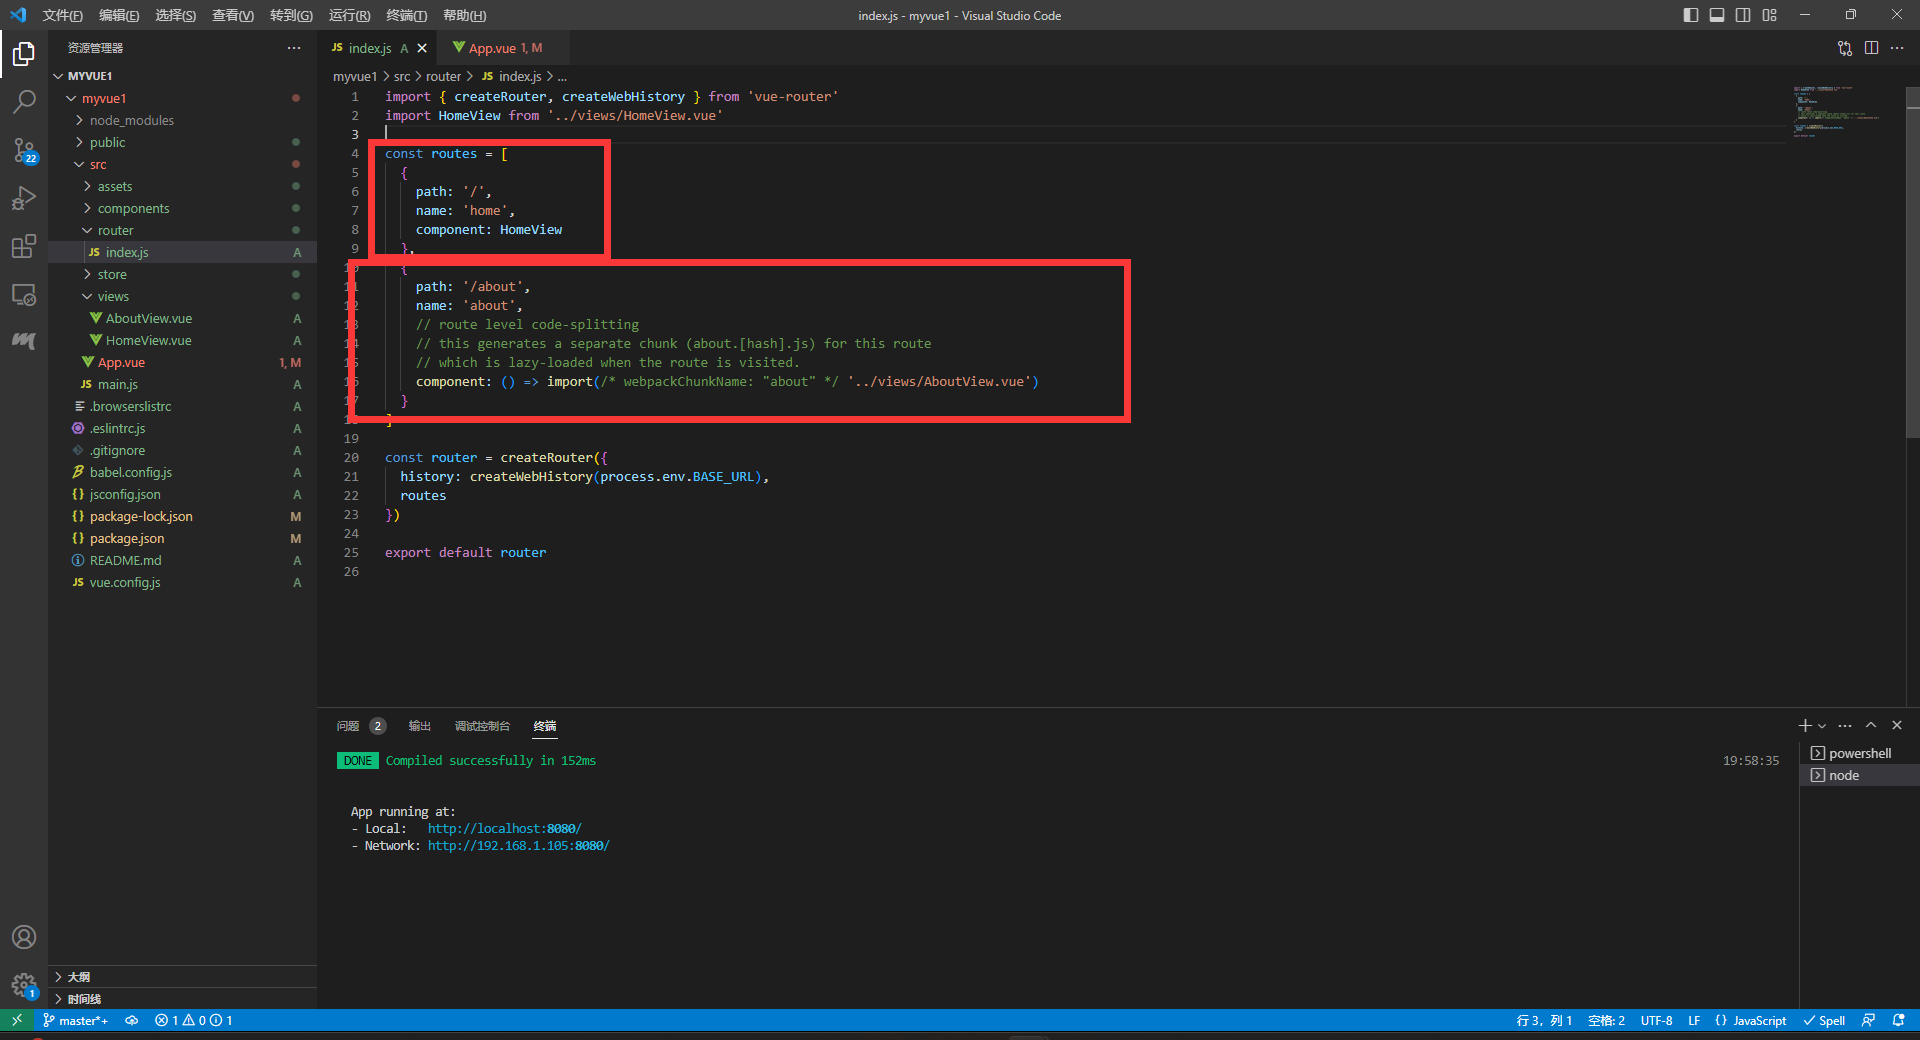 文件(F) 编辑(E) 选择(S) 查看(V) 转到(G) 运行(R) 终端(T) 帮助(H)
index.js - myvue1 - Visual Studio Code
资源管理器
MYVUE1
myvue1
node_modules
public
src
assets
components
router
JS index.js A
store
views
AboutView.vue A
HomeView.vue A
App.vue 1, M
JS main.js A
.browserslistrc A
.eslintrc.js A
.gitignore A
babel.config.js A
{} jsconfig.json A
{} package-lock.json M
{} package.json M
README.md A
JS vue.config.js A
大纲
时间线
22
1
JS index.js A
App.vue 1, M
myvue1 > src > router > JS index.js > ...
1 import { createRouter, createWebHistory } from 'vue-router'
2 import HomeView from '../views/HomeView.vue'
3
4 const routes = [
5 {
6 path: '/',
7 name: 'home',
8 component: HomeView
9 },
10 {
11 path: '/about',
12 name: 'about',
13 // route level code-splitting
14 // this generates a separate chunk (about.[hash].js) for this route
15 // which is lazy-loaded when the route is visited.
16 component: () => import(/* webpackChunkName: "about" */ '../views/AboutView.vue')
17 }
18 ]
19
20 const router = createRouter({
21 history: createWebHistory(process.env.BASE_URL),
22 routes
23 })
24
25 export default router
26
问题 2 输出 调试控制台 终端
DONE Compiled successfully in 152ms 19:58:35
App running at:
- Local: http://localhost:8080/
- Network: http://192.168.1.105:8080/
powershell
node
master*+ 1 0 1
行 3，列 1 空格: 2 UTF-8 LF {} JavaScript Spell